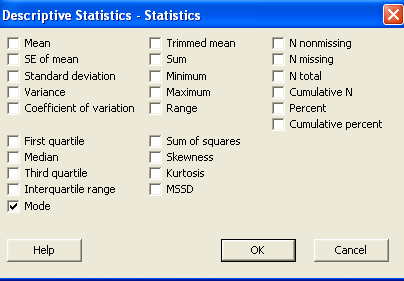 Descriptive Statistics - Statistics
Mean
SE of mean
Standard deviation
Variance
Coefficient of variation
First quartile
Median
Third quartile
Interquartile range
Mode
Trimmed mean
Sum
Minimum
Maximum
Range
Sum of squares
Skewness
Kurtosis
MSSD
N nonmissing
N missing
N total
Cumulative N
Percent
Cumulative percent
Help
OK
Cancel